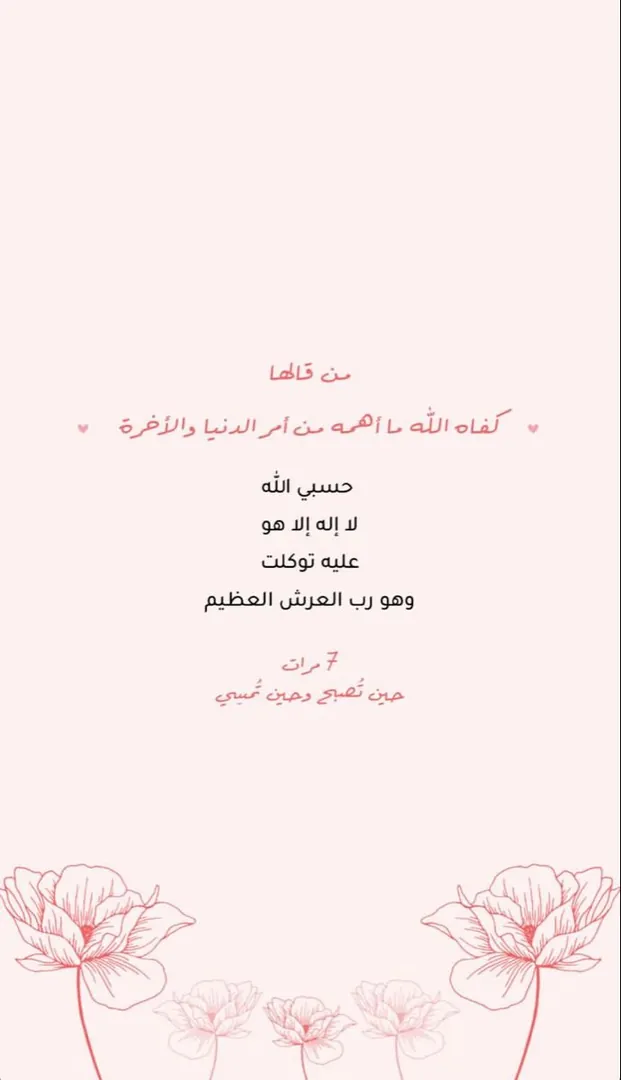 من قالها
كفاه الله ما أهمه من أمر الدنيا والأخرة
حسبي الله
لا إله إلا هو
عليه توكلت
وهو رب العرش العظيم
7 مرات
حين تُصبح وحين تُمسي